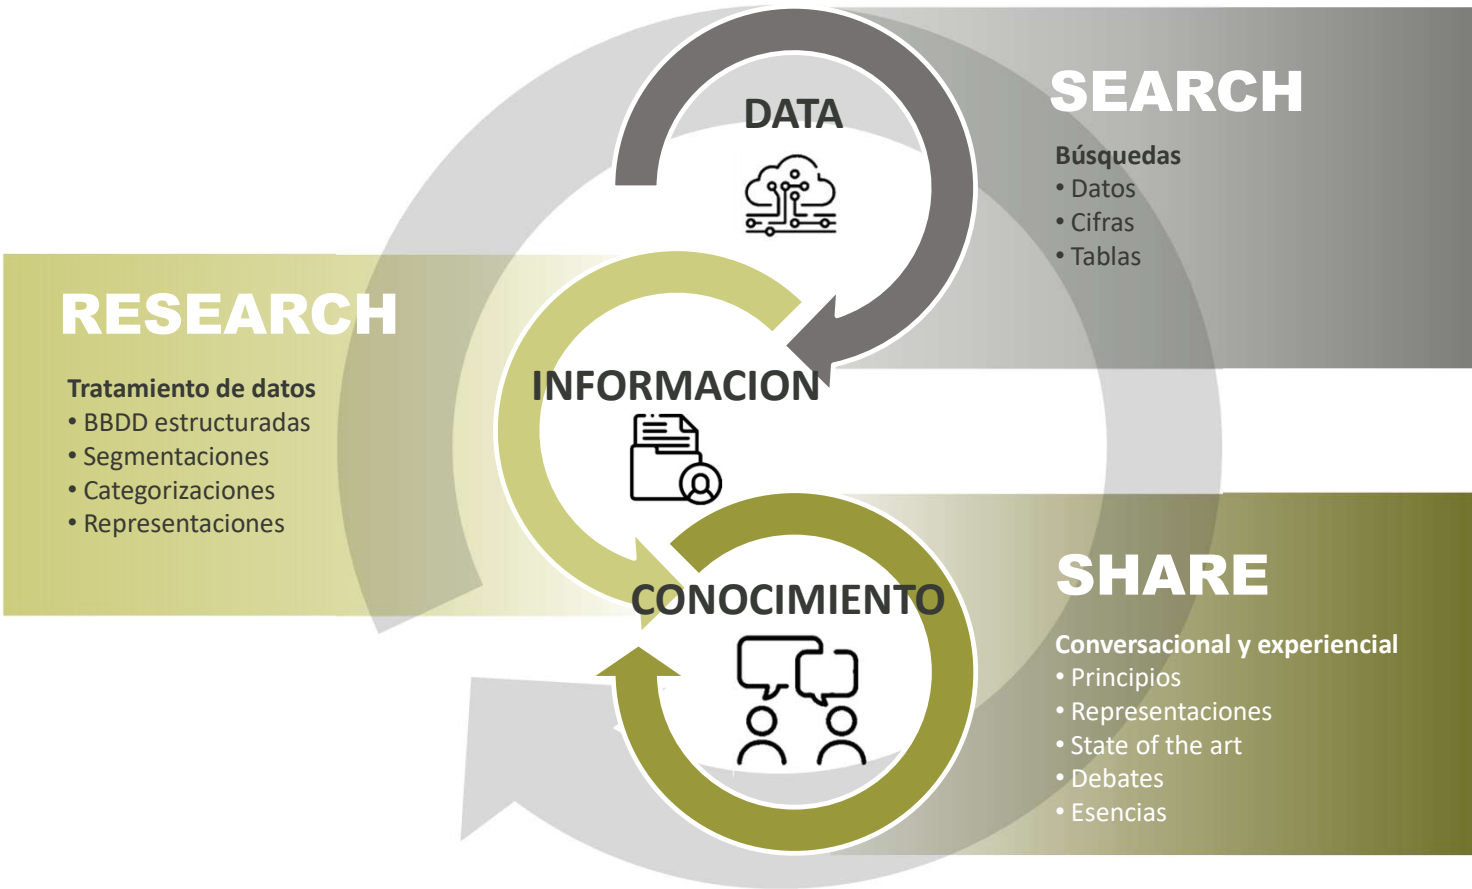 DATA
SEARCH
Búsquedas
• Datos
• Cifras
• Tablas
RESEARCH
Tratamiento de datos
• BBDD estructuradas
• Segmentaciones
• Categorizaciones
• Representaciones
INFORMACION
CONOCIMIENTO
SHARE
Conversacional y experiencial
• Principios
• Representaciones
• State of the art
• Debates
• Esencias